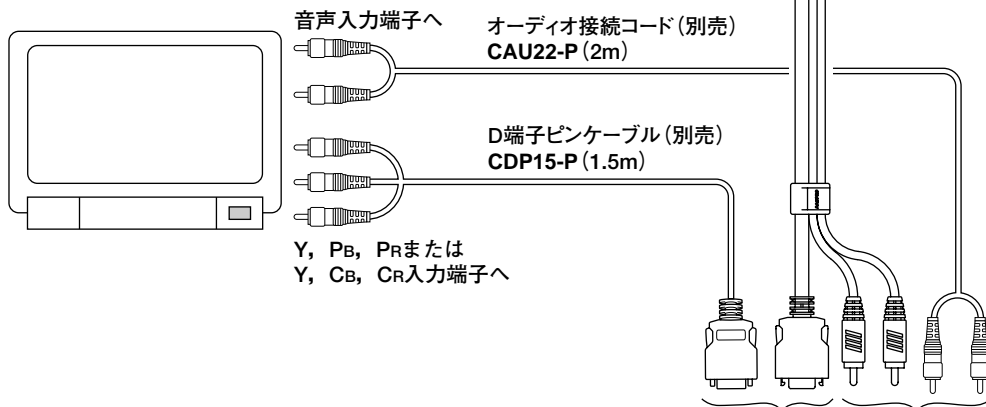 音声入力端子へ
オーディオ接続コード(別売)
CAU22-P(2m)
D端子ピンケーブル(別売)
CDP15-P(1.5m)
Y, PB, PRまたは
Y, CB, CR入力端子へ